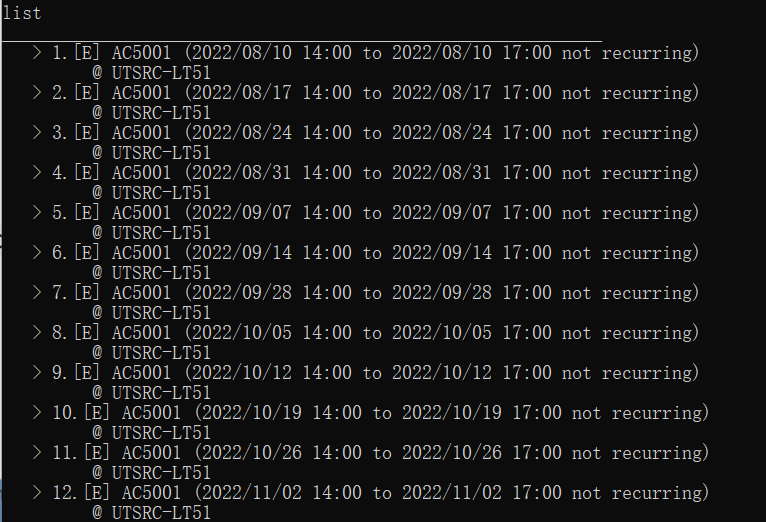 list
> 1.[E] AC5001 (2022/08/10 14:00 to 2022/08/10 17:00 not recurring)
@ UTSRC-LT51
> 2.[E] AC5001 (2022/08/17 14:00 to 2022/08/17 17:00 not recurring)
@ UTSRC-LT51
> 3.[E] AC5001 (2022/08/24 14:00 to 2022/08/24 17:00 not recurring)
@ UTSRC-LT51
> 4.[E] AC5001 (2022/08/31 14:00 to 2022/08/31 17:00 not recurring)
@ UTSRC-LT51
> 5.[E] AC5001 (2022/09/07 14:00 to 2022/09/07 17:00 not recurring)
@ UTSRC-LT51
> 6.[E] AC5001 (2022/09/14 14:00 to 2022/09/14 17:00 not recurring)
@ UTSRC-LT51
> 7.[E] AC5001 (2022/09/28 14:00 to 2022/09/28 17:00 not recurring)
@ UTSRC-LT51
> 8.[E] AC5001 (2022/10/05 14:00 to 2022/10/05 17:00 not recurring)
@ UTSRC-LT51
> 9.[E] AC5001 (2022/10/12 14:00 to 2022/10/12 17:00 not recurring)
@ UTSRC-LT51
> 10.[E] AC5001 (2022/10/19 14:00 to 2022/10/19 17:00 not recurring)
@ UTSRC-LT51
> 11.[E] AC5001 (2022/10/26 14:00 to 2022/10/26 17:00 not recurring)
@ UTSRC-LT51
> 12.[E] AC5001 (2022/11/02 14:00 to 2022/11/02 17:00 not recurring)
@ UTSRC-LT51